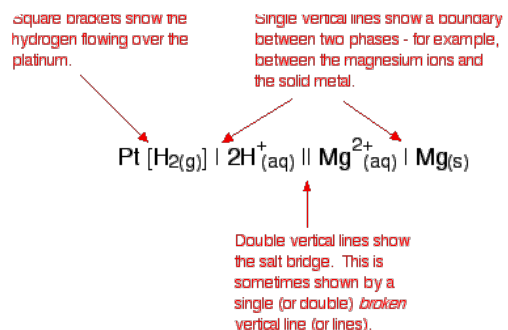 Square brackets show the
hydrogen flowing over the
platinum.
Single vertical lines show a boundary
between two phases - for example,
between the magnesium ions and
the solid metal.
Pt [H2(g)] | 2H+(aq) || Mg2+(aq) | Mg(s)
Double vertical lines show
the salt bridge. This is
sometimes shown by a
single (or double) broken
vertical line (or lines).